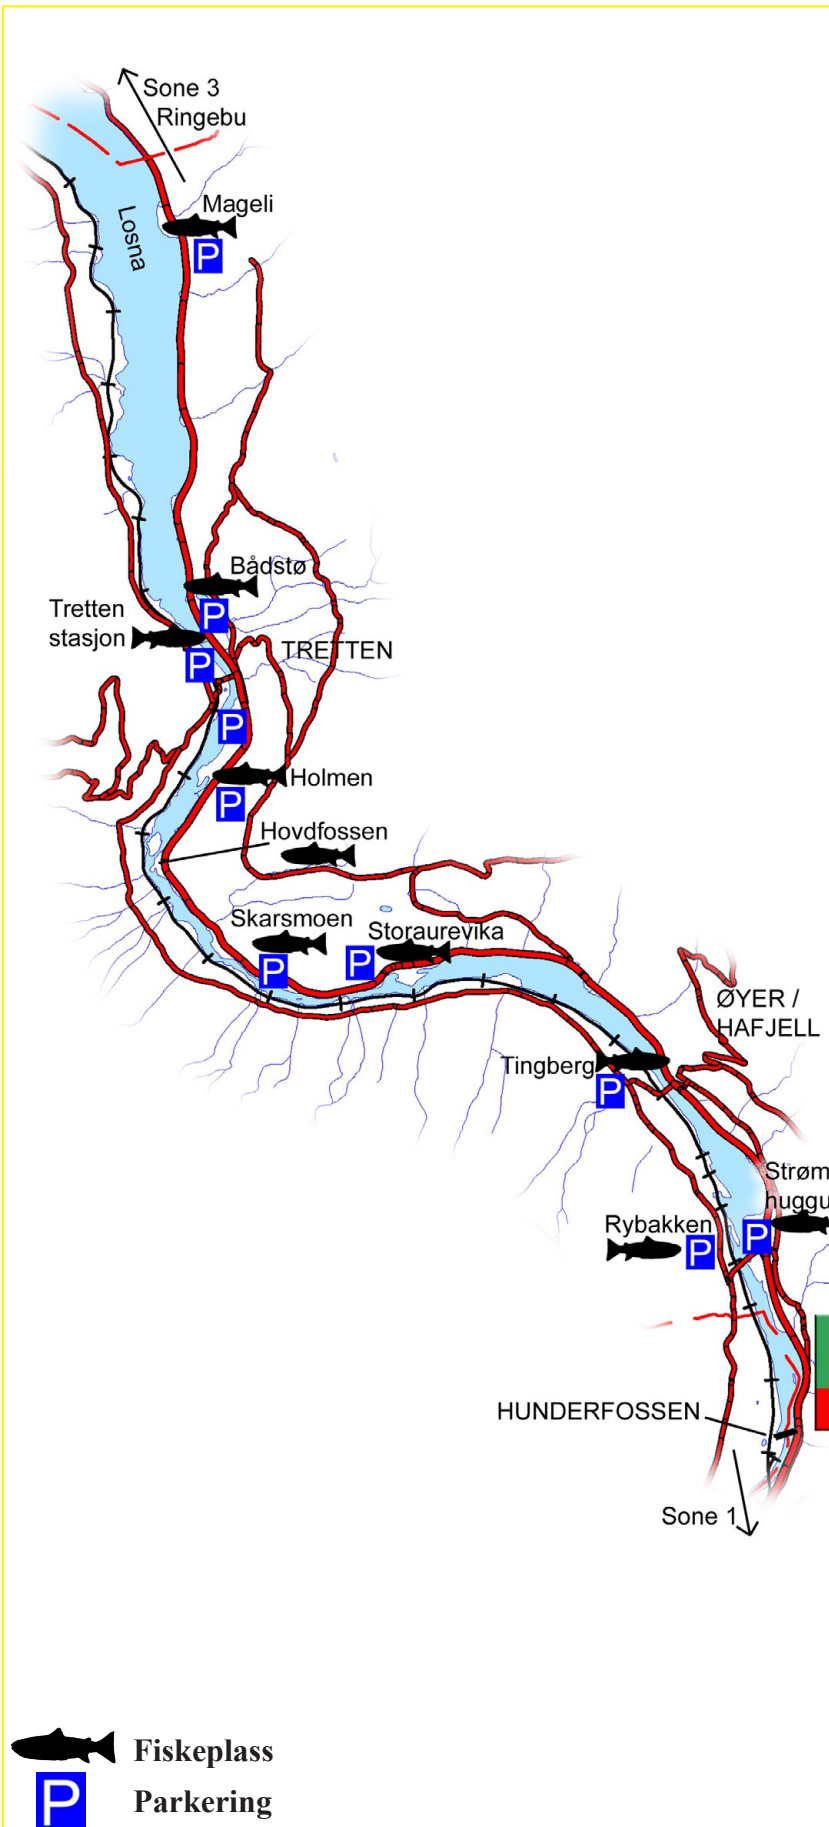 Sone 3
Ringebu
Mageli
P
Losna
Bådstø
P
Tretten
stasjon
P
TRETTEN
P
Holmen
P
Hovdfossen
Skarsmoen
P
Storaurevika
P
ØYER /
HAFJELL
Tingberg
P
Strøm
huggu
P
Rybakken
P
HUNDERFOSSEN
Sone 1
Fiskeplass
P
Parkering